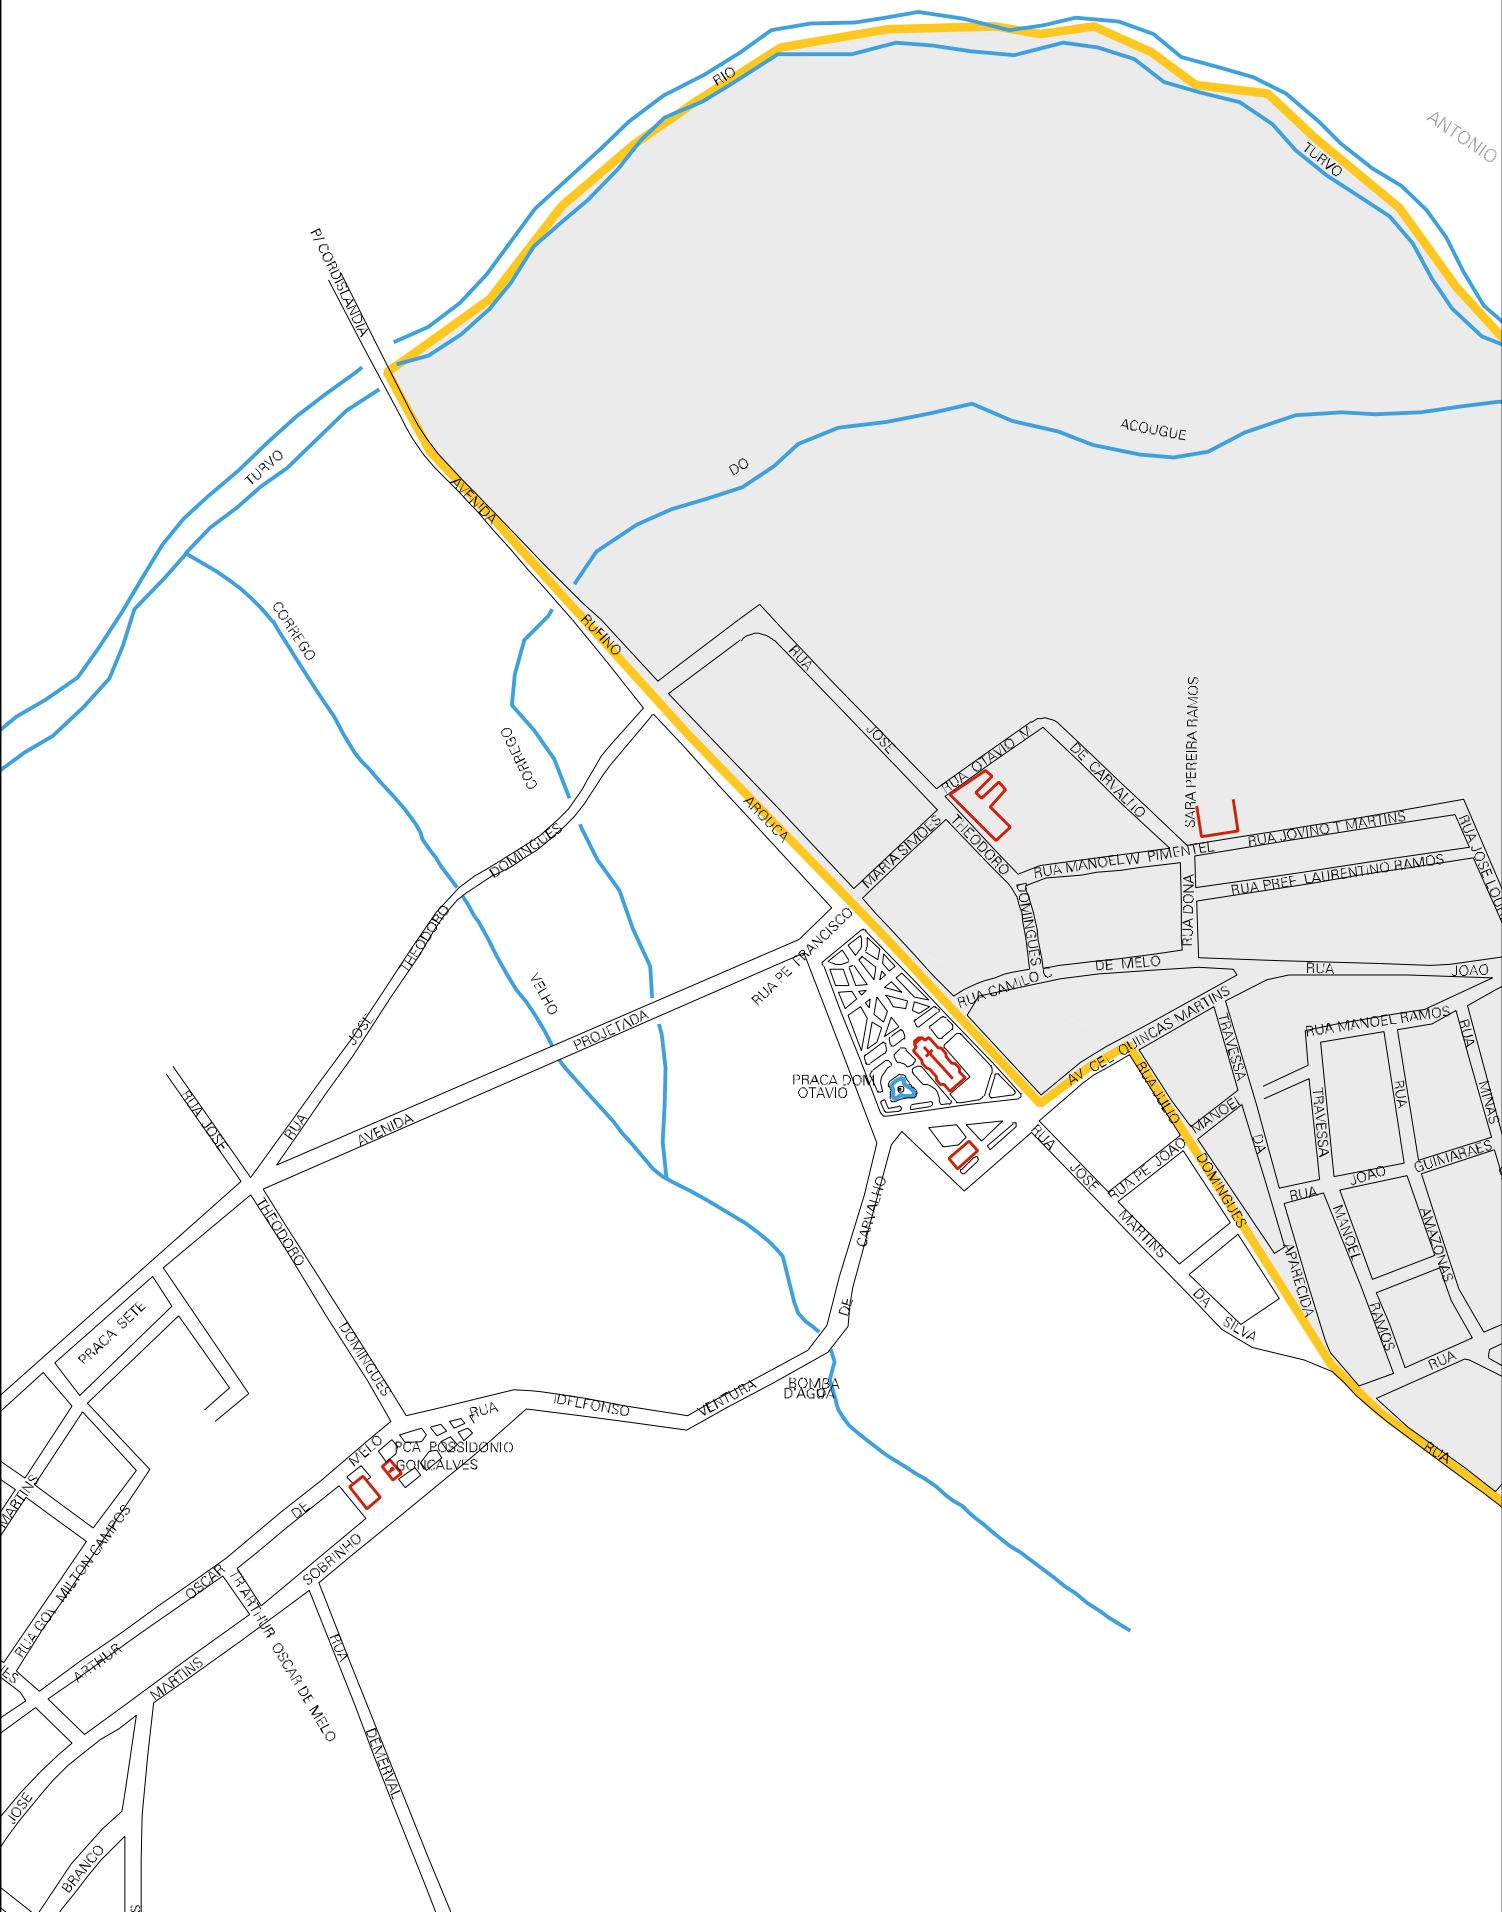 RIO
TURVO
ANTONIO
P/ CORDISLANDIA
TURVO
AVENIDA
DO
ACOUGUE
CORREGO
RUFINO
RUA
JOSE
CORREGO
RUA OTAVIO M
DE CARVALHO
SARA PEREIRA RAMOS
AROUCA
MARIA SIMOES
THEODORO
RUA MANOEL W PIMENTEL
RUA JOVINO T MARTINS
RUA JOSE
RUA PREF LAURENTINO RAMOS
DOMINGUES
THEODORO
DOMINGUES
RUA DONA
RUA PE FRANCISCO
DE MELO
RUA
JOAO
RUA CAMILO C
VELHO
JOSE
PROJETADA
AV CEL QUINCAS MARTINS
TRAVESSA
RUA MANOEL RAMOS
RUA
MINAS
PRACA DOM
OTAVIO
RUA JULIO
RUA JOSE
RUA
AVENIDA
MANOEL
TRAVESSA
RUA
RUA
JOSE
RUA PE JOAO
DA
GUIMARAES
JOAO
RUA
DOMINGUES
THEODORO
CARVALHO
MARTINS
MANOEL
AMAZONAS
APARECIDA
DE
DA
SILVA
RAMOS
RUA
PRACA SETE
DOMINGUES
BOMBA
D'AGUA
VENTURA
IDELFONSO
RUA
MELO
PCA POSSIDONIO
GONCALVES
RUA
MARTINS
DE
RUA GOV MILTON CAMPOS
OSCAR
SOBRINHO
TR ARTHUR OSCAR DE MELO
ARTHUR
MARTINS
RUA
DEMERVAL
JOSE
BRANCO